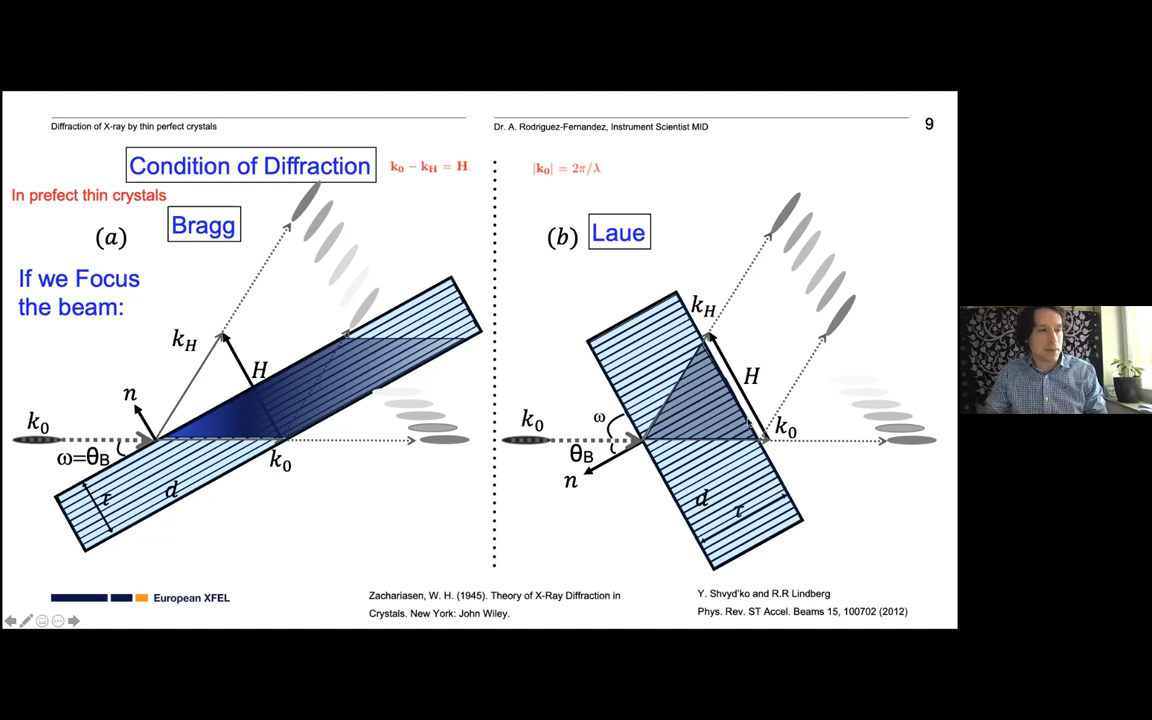 Diffraction of X-ray by thin perfect crystals
Dr. A. Rodriguez-Fernandez, Instrument Scientist MID
9
Condition of Diffraction
k₀ − k_H = H.
|k₀| = 2π/λ.
In prefect thin crystals
Bragg
(a)
If we Focus
the beam:
k_H
H
n
k₀
ω=θ_B
k₀
τ
d
(b)
Laue
k_H
H
k₀
ω
k₀
θ_B
n
d
τ
European XFEL
Zachariasen, W. H. (1945). Theory of X-Ray Diffraction in
Crystals. New York: John Wiley.
Y. Shvyd'ko and R.R Lindberg
Phys. Rev. ST Accel. Beams 15, 100702 (2012)